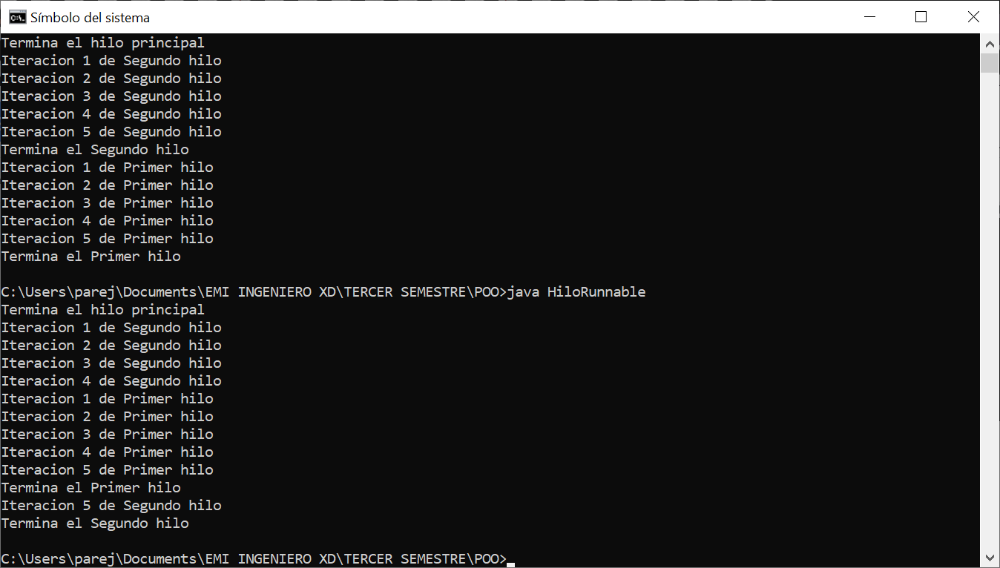 Símbolo del sistema
Termina el hilo principal
Iteracion 1 de Segundo hilo
Iteracion 2 de Segundo hilo
Iteracion 3 de Segundo hilo
Iteracion 4 de Segundo hilo
Iteracion 5 de Segundo hilo
Termina el Segundo hilo
Iteracion 1 de Primer hilo
Iteracion 2 de Primer hilo
Iteracion 3 de Primer hilo
Iteracion 4 de Primer hilo
Iteracion 5 de Primer hilo
Termina el Primer hilo
C:\Users\parej\Documents\EMI INGENIERO XD\TERCER SEMESTRE\POO>java HiloRunnable
Termina el hilo principal
Iteracion 1 de Segundo hilo
Iteracion 2 de Segundo hilo
Iteracion 3 de Segundo hilo
Iteracion 4 de Segundo hilo
Iteracion 1 de Primer hilo
Iteracion 2 de Primer hilo
Iteracion 3 de Primer hilo
Iteracion 4 de Primer hilo
Iteracion 5 de Primer hilo
Termina el Primer hilo
Iteracion 5 de Segundo hilo
Termina el Segundo hilo
C:\Users\parej\Documents\EMI INGENIERO XD\TERCER SEMESTRE\POO>